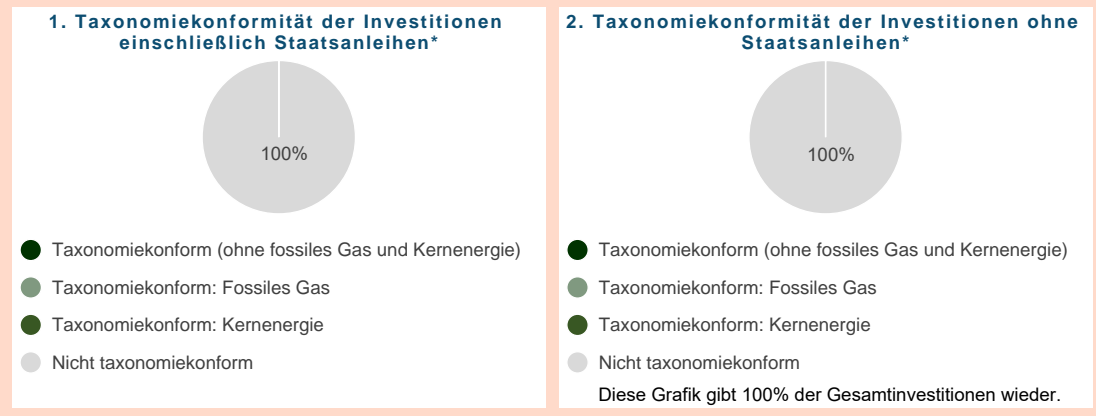 1. Taxonomiekonformität der Investitionen
einschließlich Staatsanleihen*
100%
Taxonomiekonform (ohne fossiles Gas und Kernenergie)
Taxonomiekonform: Fossiles Gas
Taxonomiekonform: Kernenergie
Nicht taxonomiekonform
2. Taxonomiekonformität der Investitionen ohne
Staatsanleihen*
100%
Taxonomiekonform (ohne fossiles Gas und Kernenergie)
Taxonomiekonform: Fossiles Gas
Taxonomiekonform: Kernenergie
Nicht taxonomiekonform
Diese Grafik gibt 100% der Gesamtinvestitionen wieder.